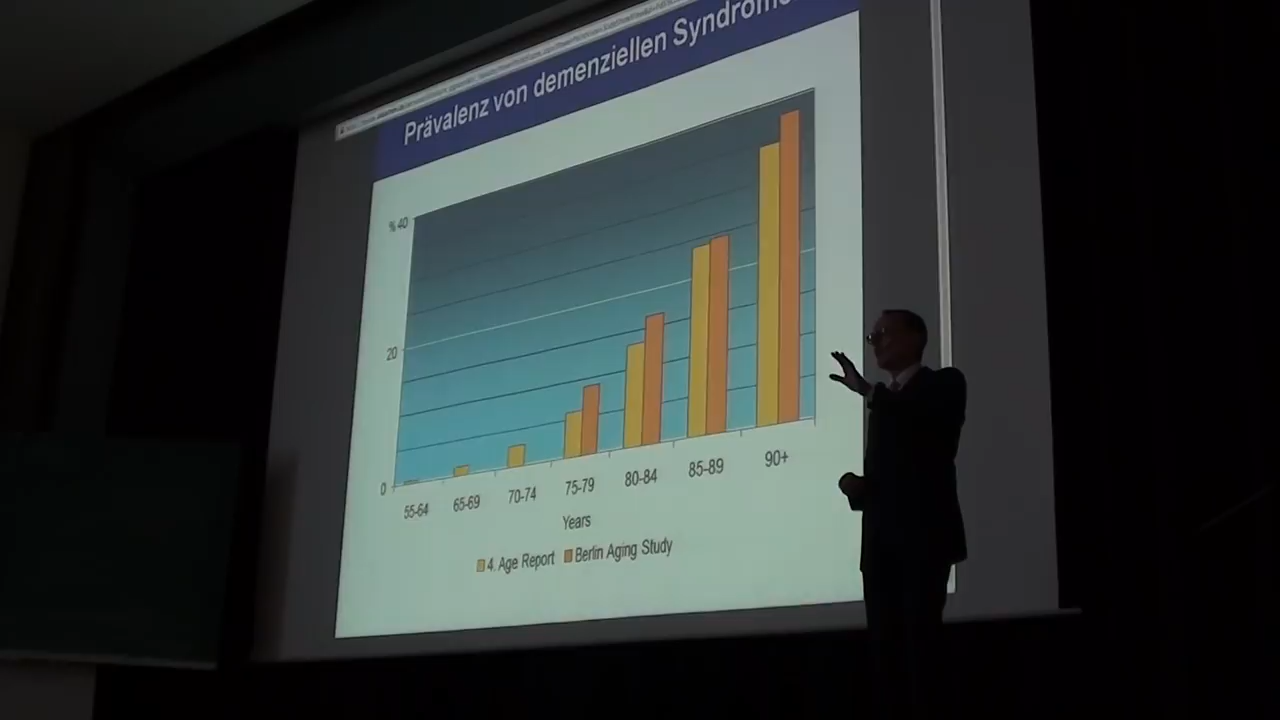 Prävalenz von demenziellen Syndrome
% 40
20
0
55-64 65-69 70-74 75-79 80-84 85-89 90+
Years
4. Age Report Berlin Aging Study